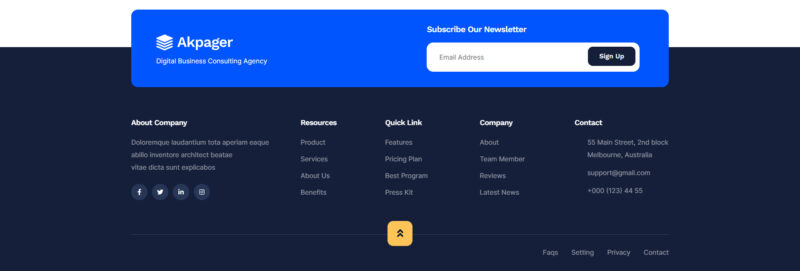 Akpager
Digital Business Consulting Agency
Subscribe Our Newsletter
Email Address
Sign Up
About Company
Doloremque laudantium tota aperiam eaque
abillo inventore architect beatae
vitae dicta sunt explicabos
Resources
Product
Services
About Us
Benefits
Quick Link
Features
Pricing Plan
Best Program
Press Kit
Company
About
Team Member
Reviews
Latest News
Contact
55 Main Street, 2nd block
Melbourne, Australia
support@gmail.com
+000 (123) 44 55
Faqs
Setting
Privacy
Contact